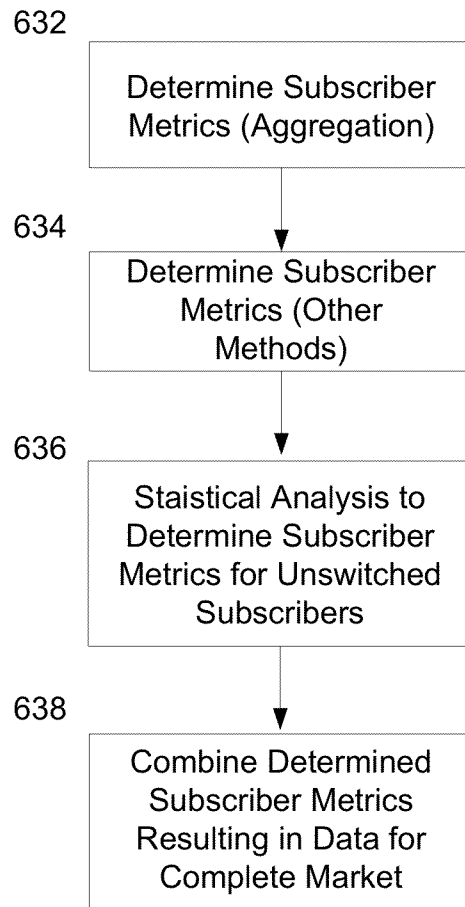 632
Determine Subscriber
Metrics (Aggregation)
634
Determine Subscriber
Metrics (Other
Methods)
636
Staistical Analysis to
Determine Subscriber
Metrics for Unswitched
Subscribers
638
Combine Determined
Subscriber Metrics
Resulting in Data for
Complete Market